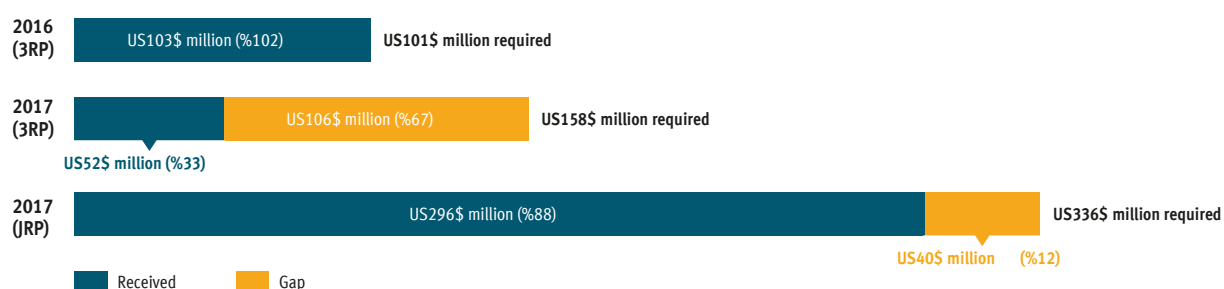 2016
(3RP)
US103$ million (%102)
US101$ million required
2017
(3RP)
US106$ million (%67)
US158$ million required
US52$ million (%33)
2017
(JRP)
US296$ million (%88)
US336$ million required
US40$ million (%12)
Received
Gap